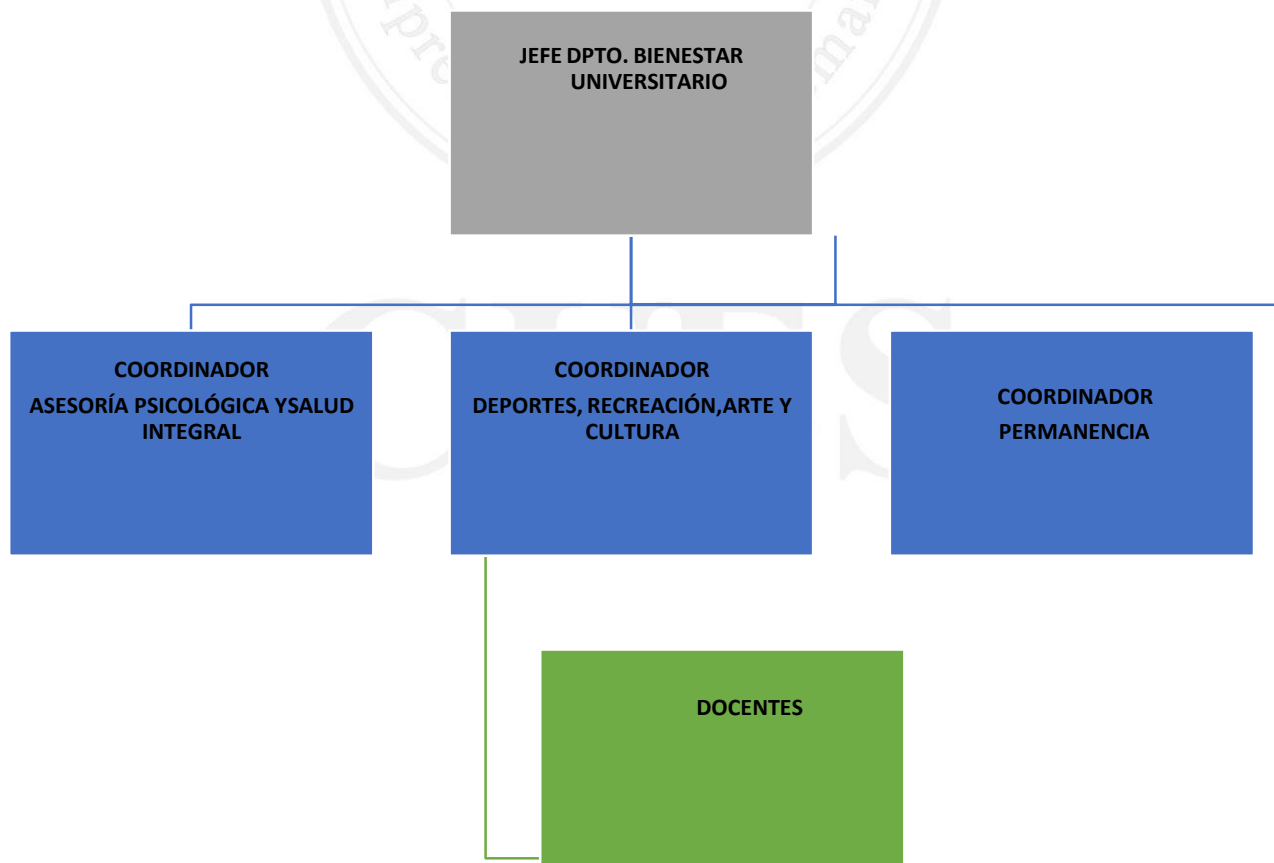 JEFE DPTO. BIENESTAR
UNIVERSITARIO
COORDINADOR
ASESORÍA PSICOLÓGICA YSALUD
INTEGRAL
COORDINADOR
DEPORTES, RECREACIÓN,ARTE Y
CULTURA
COORDINADOR
PERMANENCIA
DOCENTES